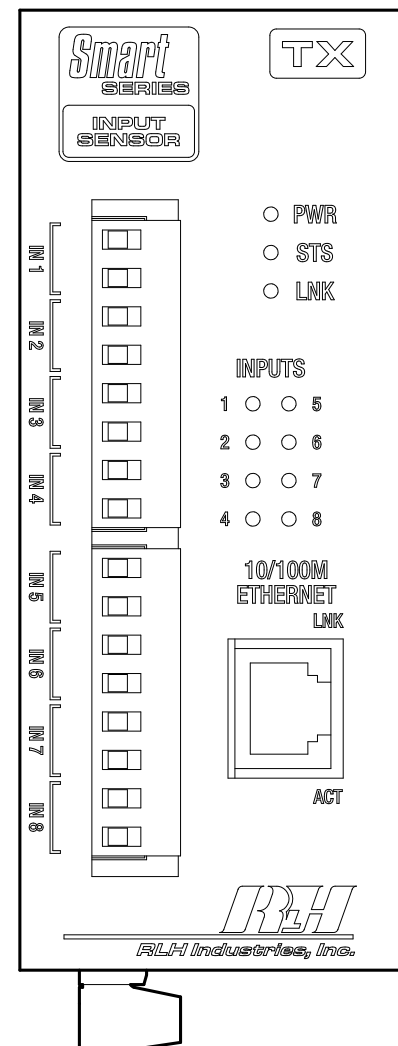 Smart
SERIES
INPUT
SENSOR
TX
PWR
STS
LNK
IN 1
IN 2
IN 3
IN 4
IN 5
IN 6
IN 7
IN 8
INPUTS
1 5
2 6
3 7
4 8
10/100M
ETHERNET
LNK
ACT
RLH
RLH Industries, Inc.